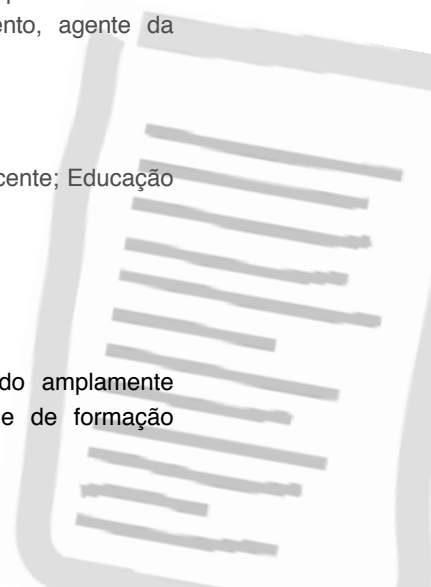 ento, agente da
cente; Educação
do amplamente
e de formação